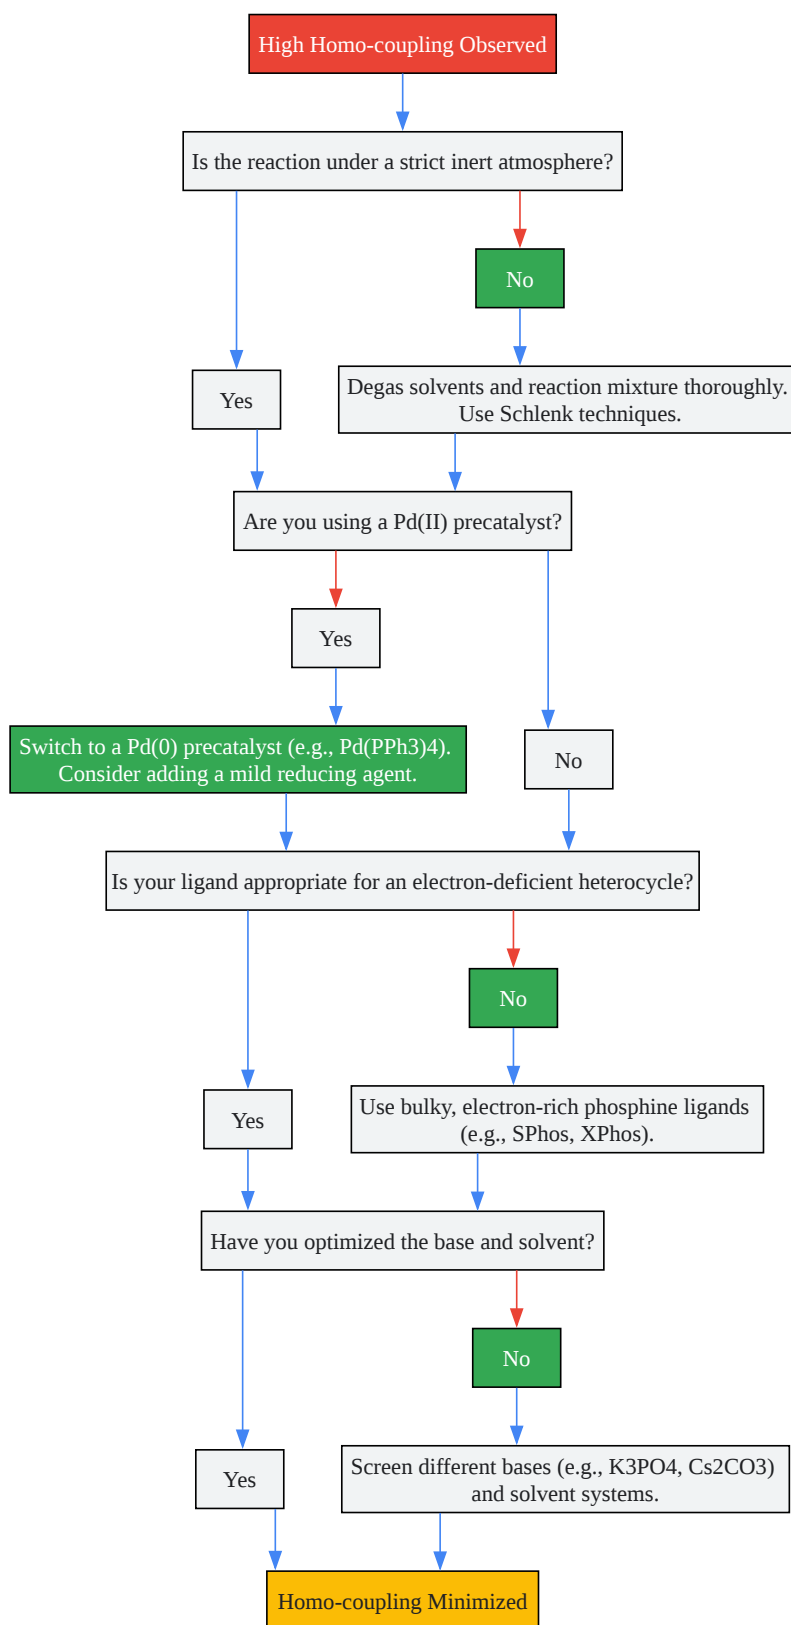 High Homo-coupling Observed
Is the reaction under a strict inert atmosphere?
No
Yes
Degas solvents and reaction mixture thoroughly.
Use Schlenk techniques.
Are you using a Pd(II) precatalyst?
Yes
Switch to a Pd(0) precatalyst (e.g., Pd(PPh3)4).
Consider adding a mild reducing agent.
No
Is your ligand appropriate for an electron-deficient heterocycle?
No
Yes
Use bulky, electron-rich phosphine ligands
(e.g., SPhos, XPhos).
Have you optimized the base and solvent?
No
Yes
Screen different bases (e.g., K3PO4, Cs2CO3)
and solvent systems.
Homo-coupling Minimized